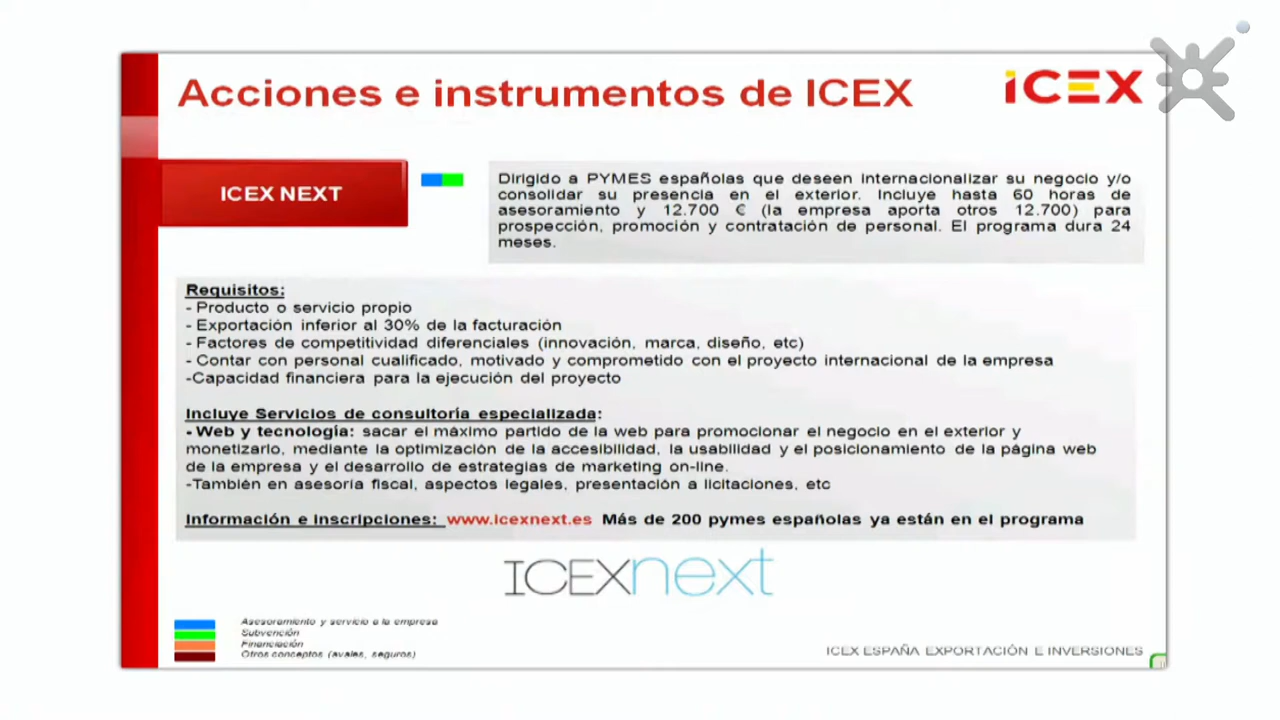 Acciones e instrumentos de ICEX
iCEX
ICEX NEXT
Dirigido a PYMES españolas que deseen internacionalizar su negocio y/o
consolidar su presencia en el exterior. Incluye hasta 60 horas de
asesoramiento y 12.700 € (la empresa aporta otros 12.700) para
prospección, promoción y contratación de personal. El programa dura 24
meses.
Requisitos:
- Producto o servicio propio
- Exportación inferior al 30% de la facturación
- Factores de competitividad diferenciales (innovación, marca, diseño, etc)
- Contar con personal cualificado, motivado y comprometido con el proyecto internacional de la empresa
-Capacidad financiera para la ejecución del proyecto
Incluye Servicios de consultoría especializada:
- Web y tecnología: sacar el máximo partido de la web para promocionar el negocio en el exterior y
monetizarlo, mediante la optimización de la accesibilidad, la usabilidad y el posicionamiento de la página web
de la empresa y el desarrollo de estrategias de marketing on-line.
-También en asesoría fiscal, aspectos legales, presentación a licitaciones, etc
Información e inscripciones: www.icexnext.es Más de 200 pymes españolas ya están en el programa
ICEXnext
Asesoramiento y servicio a la empresa
Subvención
Financiación
Otros conceptos (avales, seguros)
ICEX ESPAÑA EXPORTACIÓN E INVERSIONES